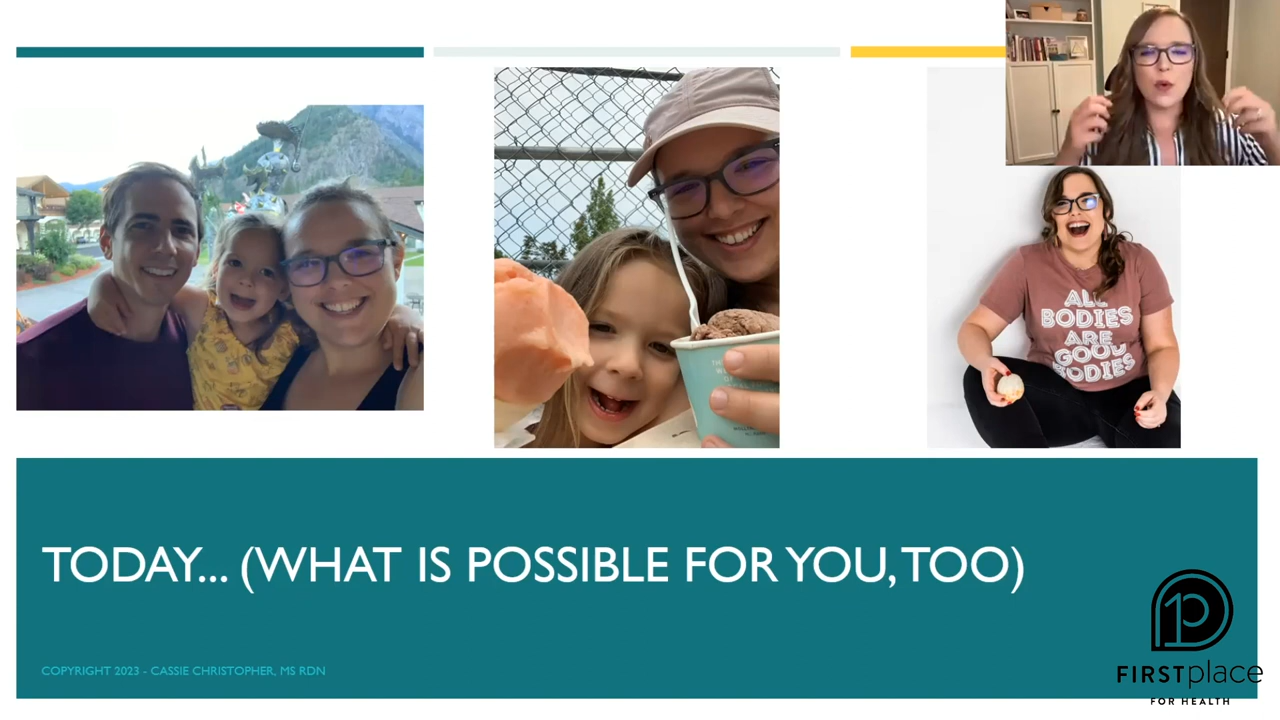 ALL
BODIES
ARE
GOOD
BODIES
TODAY... (WHAT IS POSSIBLE FOR YOU, TOO)
COPYRIGHT 2023 - CASSIE CHRISTOPHER, MS RDN
FIRSTplace
FOR HEALTH